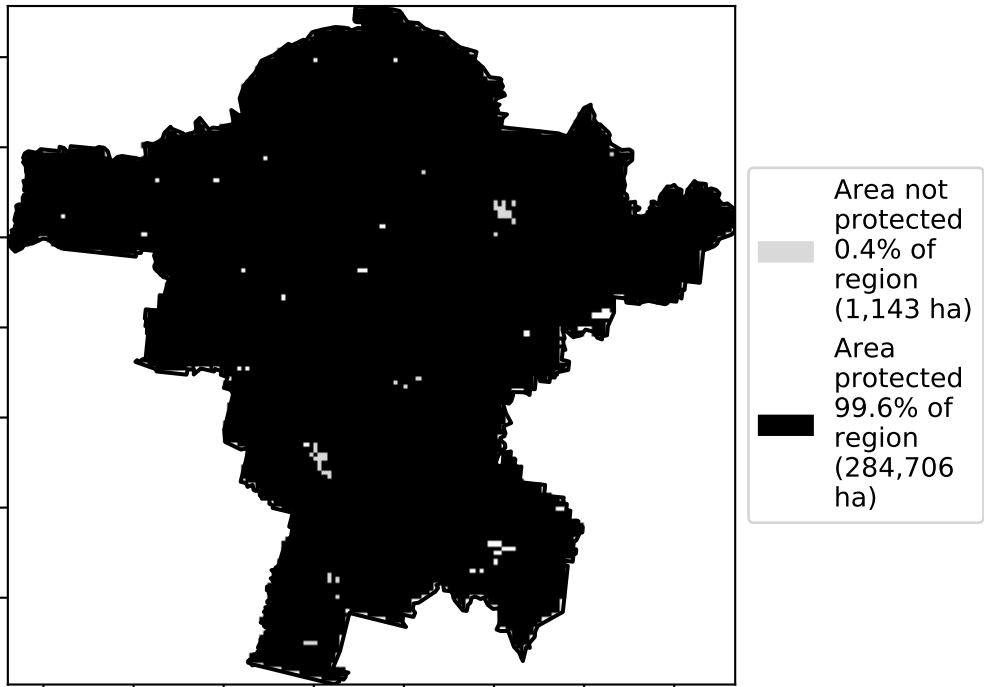 Area not
protected
0.4% of
region
(1,143 ha)
Area
protected
99.6% of
region
(284,706
ha)